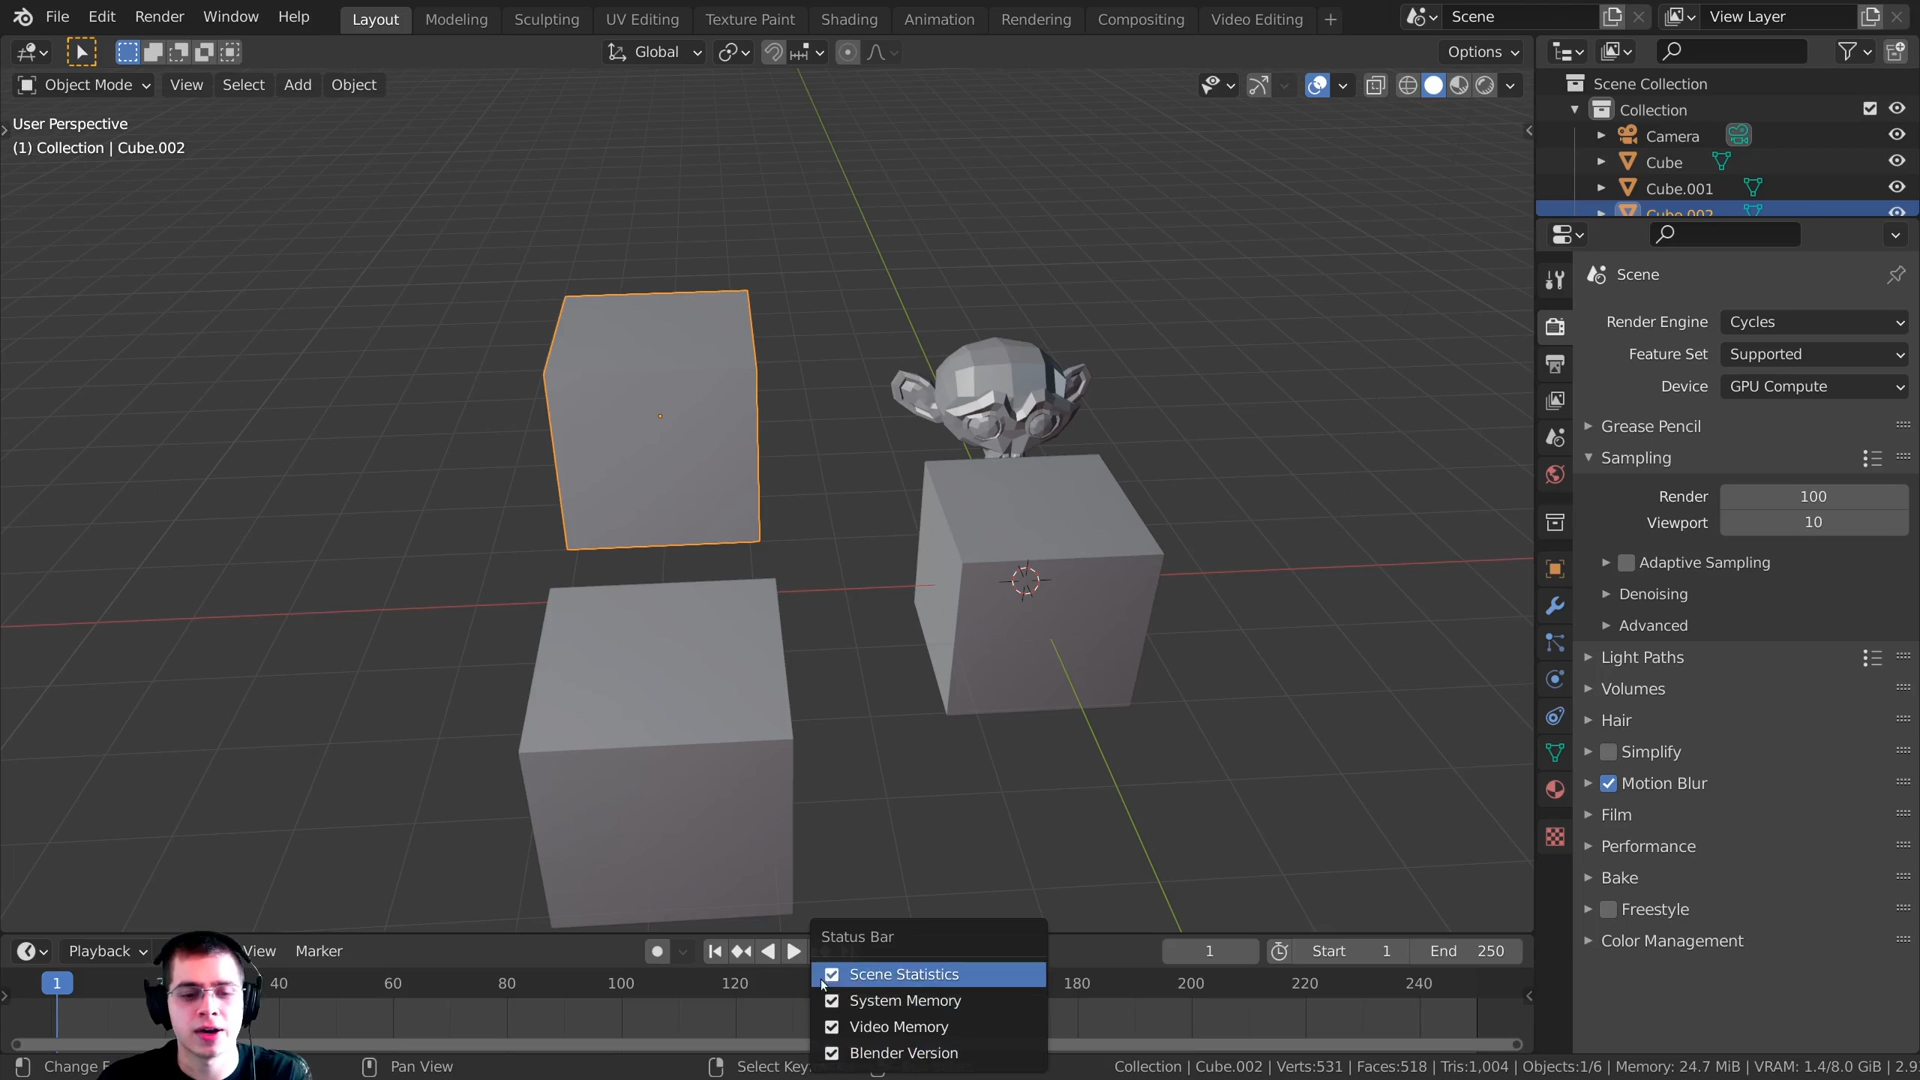 File Edit Render Window Help Layout Modeling Sculpting UV Editing Texture Paint Shading Animation Rendering Compositing Video Editing + Scene View Layer
Global Options
Object Mode View Select Add Object
User Perspective
(1) Collection | Cube.002
Scene Collection
Collection
Camera
Cube
Cube.001
Cube.002
Scene
Render Engine Cycles
Feature Set Supported
Device GPU Compute
Grease Pencil
Sampling
Render 100
Viewport 10
Adaptive Sampling
Denoising
Advanced
Light Paths
Volumes
Hair
Simplify
Motion Blur
Film
Performance
Bake
Freestyle
Color Management
Status Bar
Scene Statistics
System Memory
Video Memory
Blender Version
Playback View Marker 1 Start 1 End 250
1 40 60 80 100 120 180 200 220 240
Change Pan View Select Collection | Cube.002 | Verts:531 | Faces:518 | Tris:1,004 | Objects:1/6 | Memory: 24.7 MiB | VRAM: 1.4/8.0 GiB | 2.9